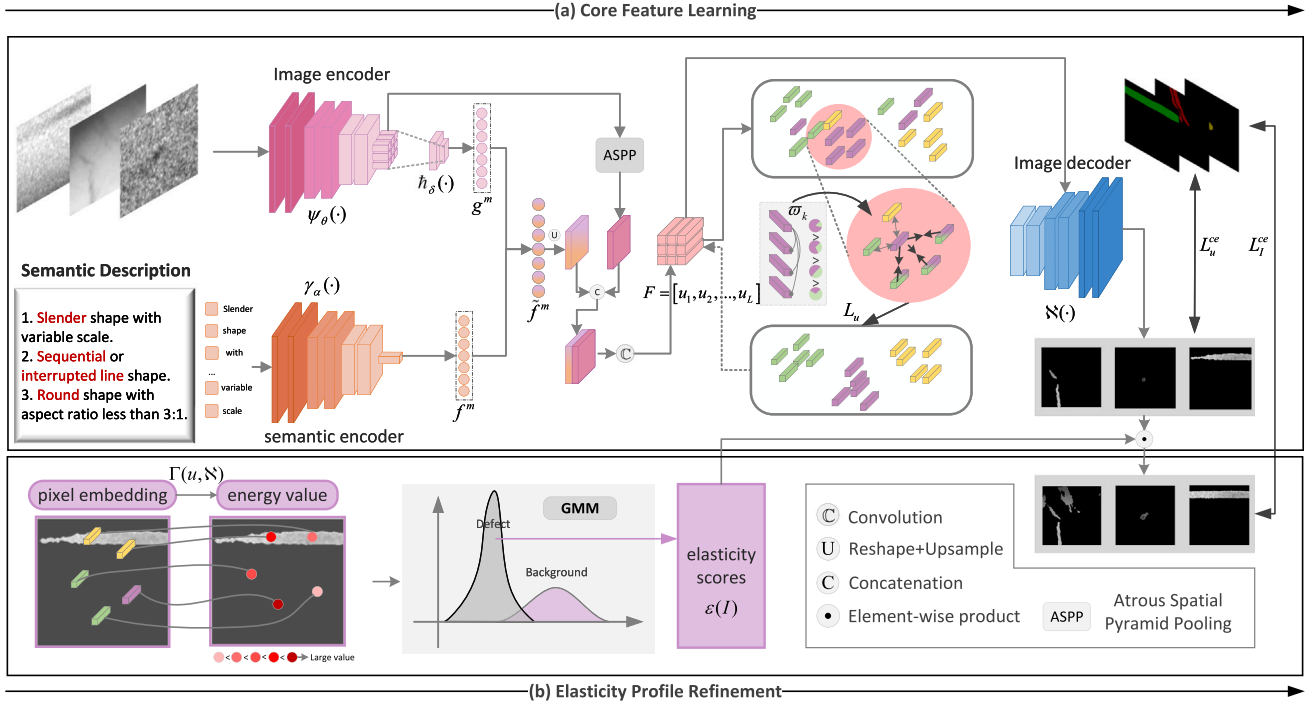 (a) Core Feature Learning
Image encoder
ψθ(·)
ħδ(·)
g^m
ASPP
Semantic Description
1. Slender shape with
variable scale.
2. Sequential or
interrupted line shape.
3. Round shape with
aspect ratio less than 3:1.
Slender
shape
with
...
variable
scale
γα(·)
semantic encoder
f^m
f̃^m
U
C
ℂ
F = [u1, u2, ..., uL]
ϖk
>
>
>
Lu
Image decoder
ℵ(·)
Lu^ce
LI^ce
Γ(u, ℵ)
pixel embedding
energy value
< < < < Large value
GMM
Defect
Background
elasticity
scores
ε(I)
ℂ Convolution
U Reshape+Upsample
C Concatenation
Element-wise product
ASPP
Atrous Spatial
Pyramid Pooling
(b) Elasticity Profile Refinement